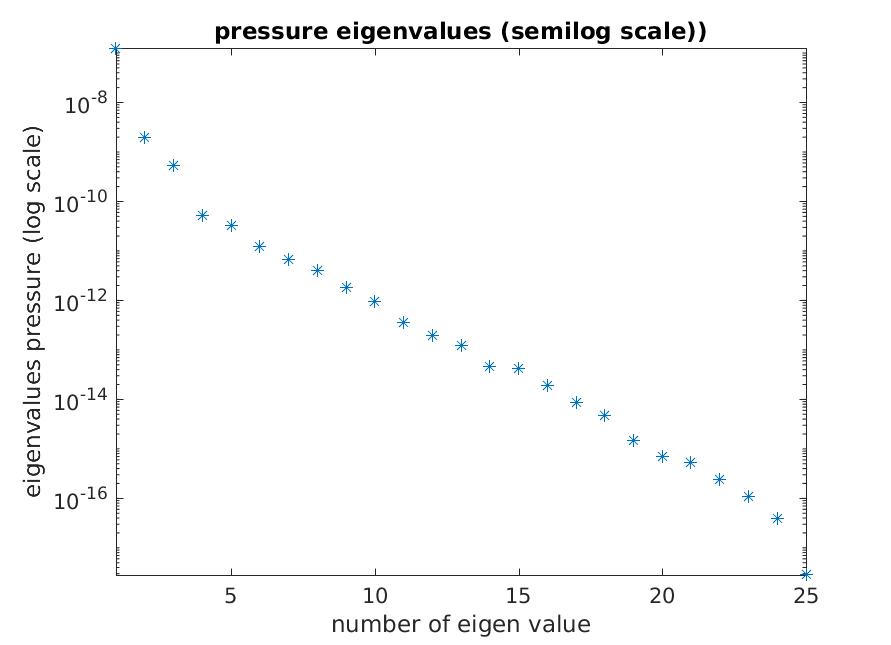 pressure eigenvalues (semilog scale))
eigenvalues pressure (log scale)
10^-8
10^-10
10^-12
10^-14
10^-16
5 10 15 20 25
number of eigen value